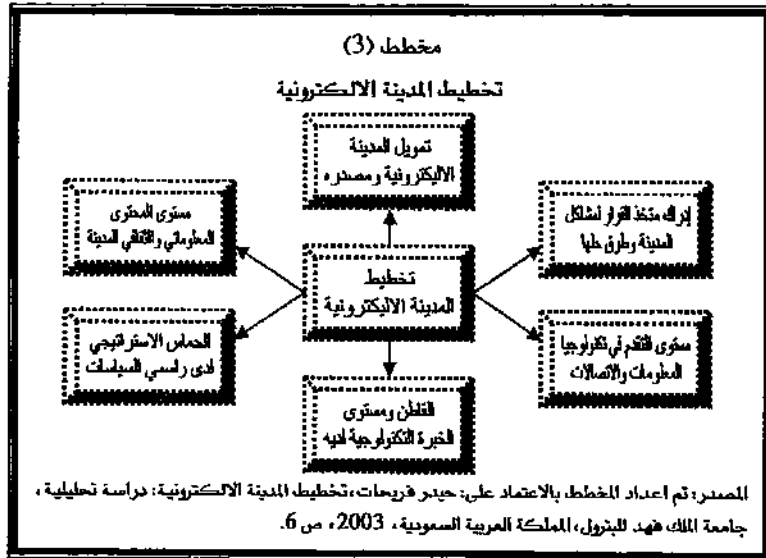 مخطط (3)
تخطيط المدينة الالكترونية
تمويل المدينة
الاليكترونية ومصدره
إدراك متخذ القرار لمشاكل
المدينة وطرق حلها
مستوى المحتوى
المعلوماتي والثقافي للمدينة
تخطيط
المدينة الاليكترونية
مستوى التقدم في تكنولوجيا
المعلومات والاتصالات
الحماس الاستراتيجي
لدى راسمي السياسات
القاطن ومستوى
الخبرة التكنولوجية لديه
المصدر: تم اعداد المخطط بالاعتماد على: حيدر فريحات، تخطيط المدينة الالكترونية: دراسة تحليلية،
جامعة الملك فهد للبترول، المملكة العربية السعودية، 2003، ص 6.